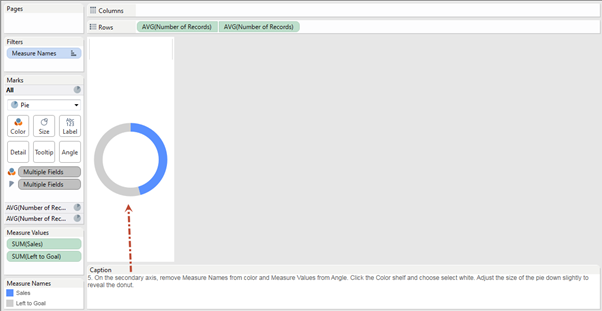 Pages
Columns
Rows
AVG(Number of Records)
AVG(Number of Records)
Filters
Measure Names
Marks
All
Pie
Color
Size
Label
Detail
Tooltip
Angle
Multiple Fields
Multiple Fields
AVG(Number of Rec...
AVG(Number of Rec...
Measure Values
SUM(Sales)
SUM(Left to Goal)
Measure Names
Sales
Left to Goal
Caption
5. On the secondary axis, remove Measure Names from color and Measure Values from Angle. Click the Color shelf and choose select white. Adjust the size of the pie down slightly to
reveal the donut.